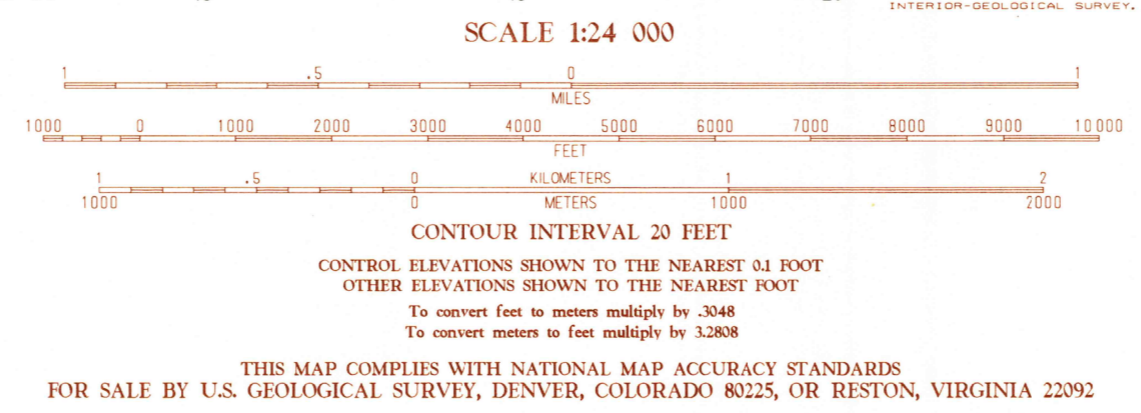 INTERIOR-GEOLOGICAL SURVEY.
SCALE 1:24 000
1 .5 0 1
MILES
1000 0 1000 2000 3000 4000 5000 6000 7000 8000 9000 10 000
FEET
1 .5 0 KILOMETERS 1 2
1000 0 METERS 1000 2000
CONTOUR INTERVAL 20 FEET
CONTROL ELEVATIONS SHOWN TO THE NEAREST 0.1 FOOT
OTHER ELEVATIONS SHOWN TO THE NEAREST FOOT
To convert feet to meters multiply by .3048
To convert meters to feet multiply by 3.2808
THIS MAP COMPLIES WITH NATIONAL MAP ACCURACY STANDARDS
FOR SALE BY U.S. GEOLOGICAL SURVEY, DENVER, COLORADO 80225, OR RESTON, VIRGINIA 22092